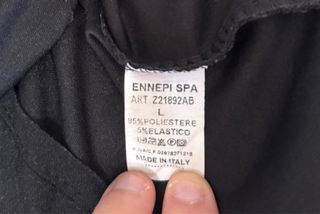 ENNEPI SPA
ART Z21892AB
L
95%POLIESTERE
5%ELASTICO
MADE IN ITALY